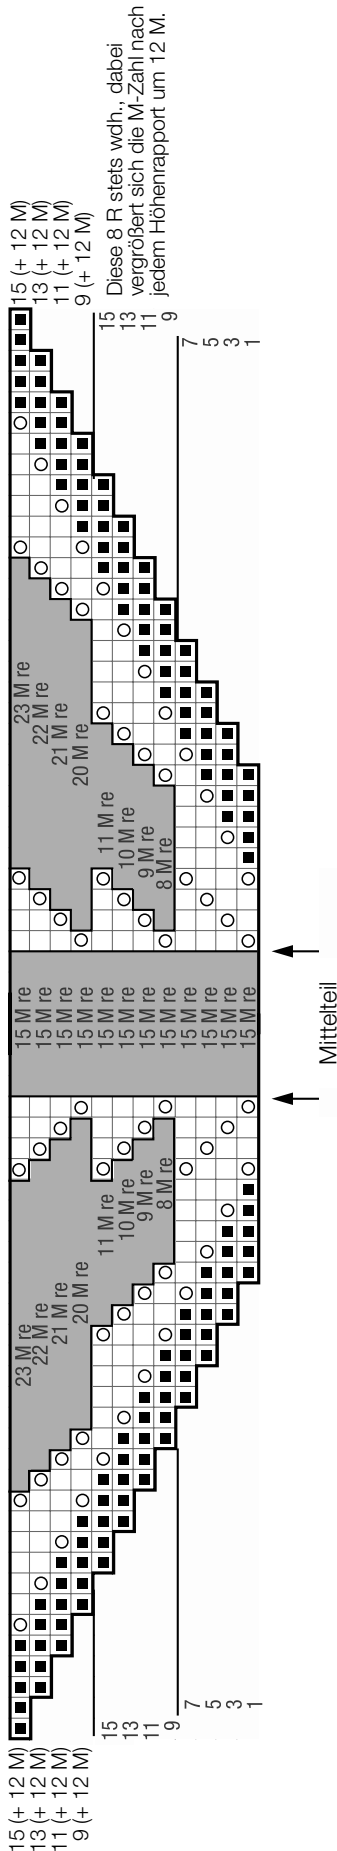 15 (+ 12 M) 23 M re 15 M re 23 M re 15 (+ 12 M)
13 (+ 12 M) 22 M re 15 M re 22 M re 13 (+ 12 M)
11 (+ 12 M) 21 M re 15 M re 21 M re 11 (+ 12 M)
9 (+ 12 M) 20 M re 15 M re 20 M re 9 (+ 12 M)
15 11 M re 15 M re 11 M re 15
13 10 M re 15 M re 10 M re 13
11 9 M re 15 M re 9 M re 11
9 8 M re 15 M re 8 M re 9
Diese 8 R stets wdh., dabei
vergrößert sich die M-Zahl nach
jedem Höhenrapport um 12 M.
7 15 M re 7
5 15 M re 5
3 15 M re 3
1 15 M re 1
Mittelteil